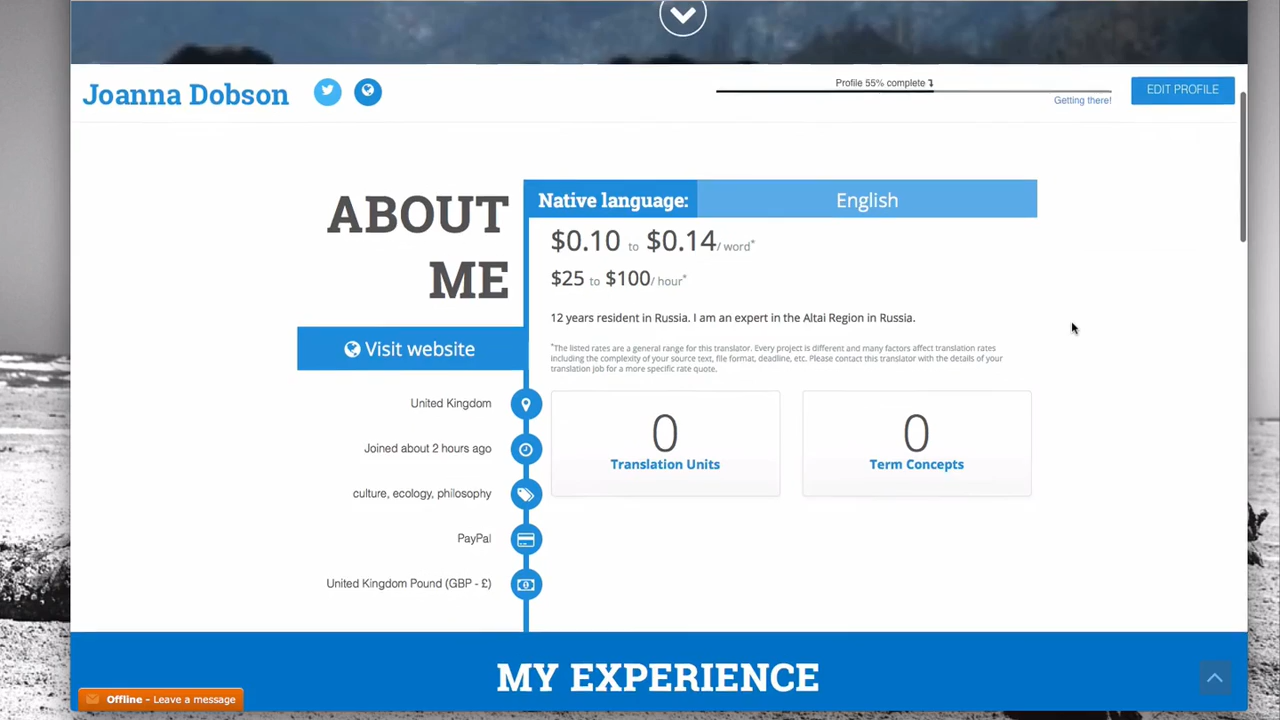 Joanna Dobson
Profile 55% complete
Getting there!
EDIT PROFILE
ABOUT
ME
Native language:
English
$0.10 to $0.14/ word*
$25 to $100/ hour*
12 years resident in Russia. I am an expert in the Altai Region in Russia.
*The listed rates are a general range for this translator. Every project is different and many factors affect translation rates
including the complexity of your source text, file format, deadline, etc. Please contact this translator with the details of your
translation job for a more specific rate quote.
Visit website
United Kingdom
Joined about 2 hours ago
culture, ecology, philosophy
PayPal
United Kingdom Pound (GBP - £)
0
Translation Units
0
Term Concepts
MY EXPERIENCE
Offline - Leave a message